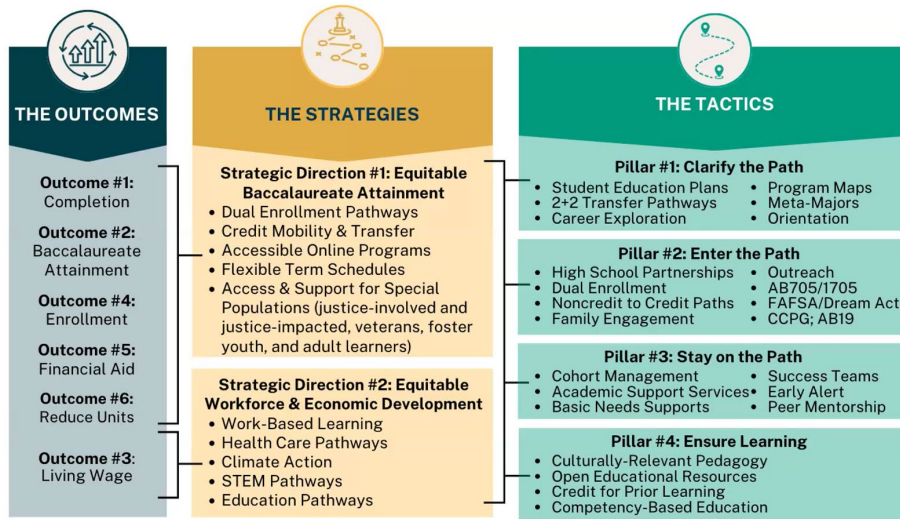 THE OUTCOMES
Outcome #1:
Completion
Outcome #2:
Baccalaureate
Attainment
Outcome #4:
Enrollment
Outcome #5:
Financial Aid
Outcome #6:
Reduce Units
Outcome #3:
Living Wage
THE STRATEGIES
Strategic Direction #1: Equitable
Baccalaureate Attainment
• Dual Enrollment Pathways
• Credit Mobility & Transfer
• Accessible Online Programs
• Flexible Term Schedules
• Access & Support for Special
Populations (justice-involved and
justice-impacted, veterans, foster
youth, and adult learners)
Strategic Direction #2: Equitable
Workforce & Economic Development
• Work-Based Learning
• Health Care Pathways
• Climate Action
• STEM Pathways
• Education Pathways
THE TACTICS
Pillar #1: Clarify the Path
• Student Education Plans
• 2+2 Transfer Pathways
• Career Exploration
• Program Maps
• Meta-Majors
• Orientation
Pillar #2: Enter the Path
• High School Partnerships
• Dual Enrollment
• Noncredit to Credit Paths
• Family Engagement
• Outreach
• AB705/1705
• FAFSA/Dream Act
• CCPG; AB19
Pillar #3: Stay on the Path
• Cohort Management
• Academic Support Services
• Basic Needs Supports
• Success Teams
• Early Alert
• Peer Mentorship
Pillar #4: Ensure Learning
• Culturally-Relevant Pedagogy
• Open Educational Resources
• Credit for Prior Learning
• Competency-Based Education